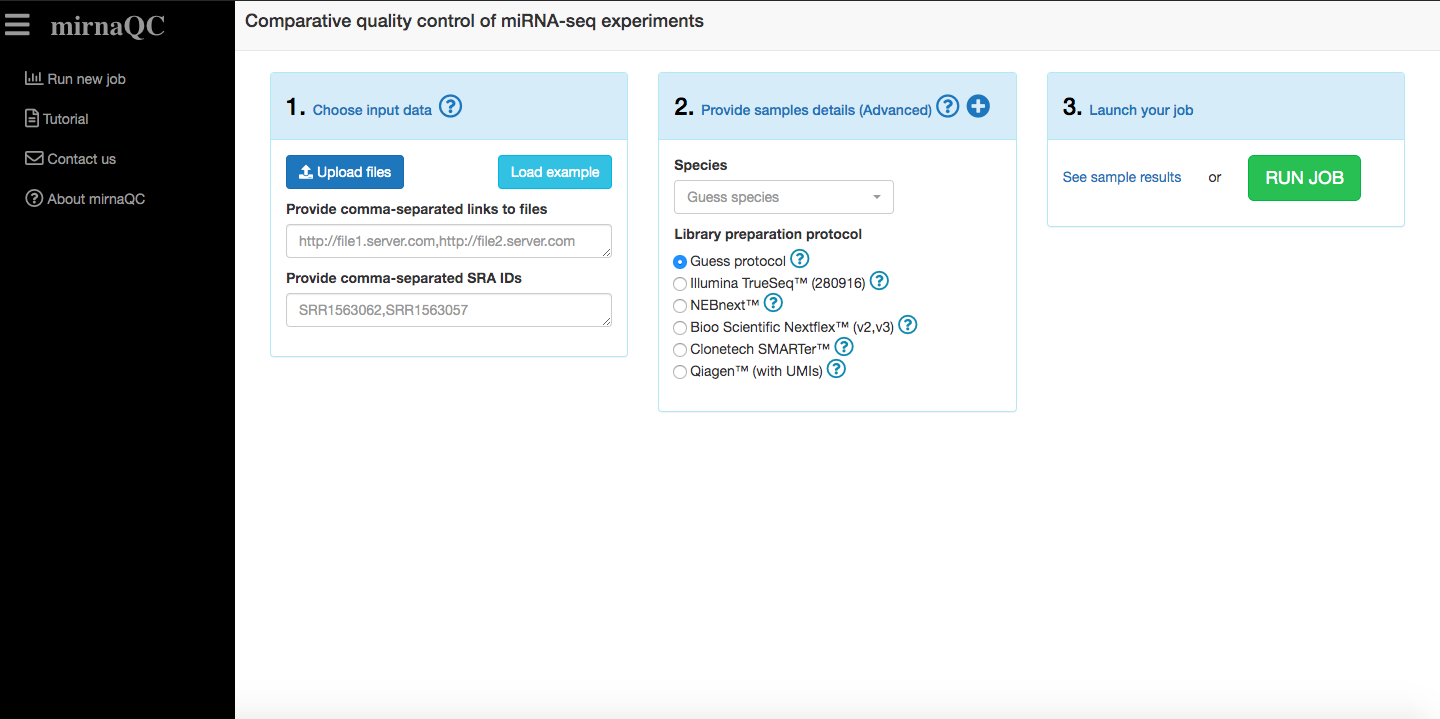 mirnaQC
Comparative quality control of miRNA-seq experiments
Run new job
Tutorial
Contact us
About mirnaQC
1. Choose input data
Upload files
Load example
Provide comma-separated links to files
http://file1.server.com,http://file2.server.com
Provide comma-separated SRA IDs
SRR1563062,SRR1563057
2. Provide samples details (Advanced)
Species
Guess species
Library preparation protocol
Guess protocol
Illumina TrueSeq™ (280916)
NEBnext™
Bioo Scientific Nextflex™ (v2,v3)
Clonetech SMARTer™
Qiagen™ (with UMIs)
3. Launch your job
See sample results or RUN JOB